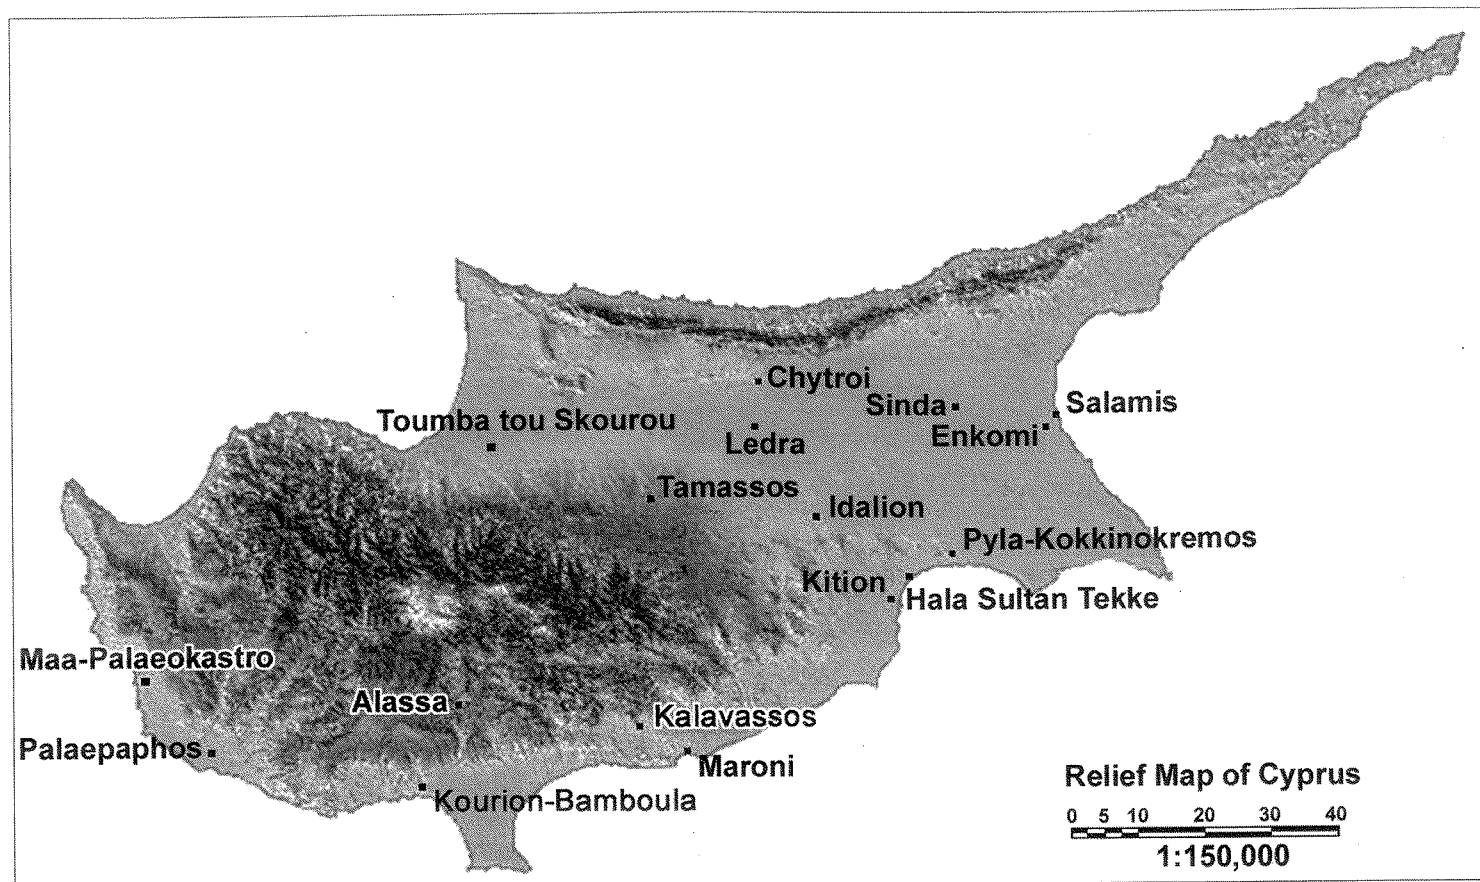 Chytroi
Sinda
Salamis
Toumba tou Skourou
Ledra
Enkomi
Tamassos
Idalion
Pyla-Kokkinokremos
Kition
Hala Sultan Tekke
Maa-Palaeokastro
Alassa
Kalavassos
Palaepaphos
Maroni
Kourion-Bamboula
Relief Map of Cyprus
0 5 10 20 30 40
1:150,000